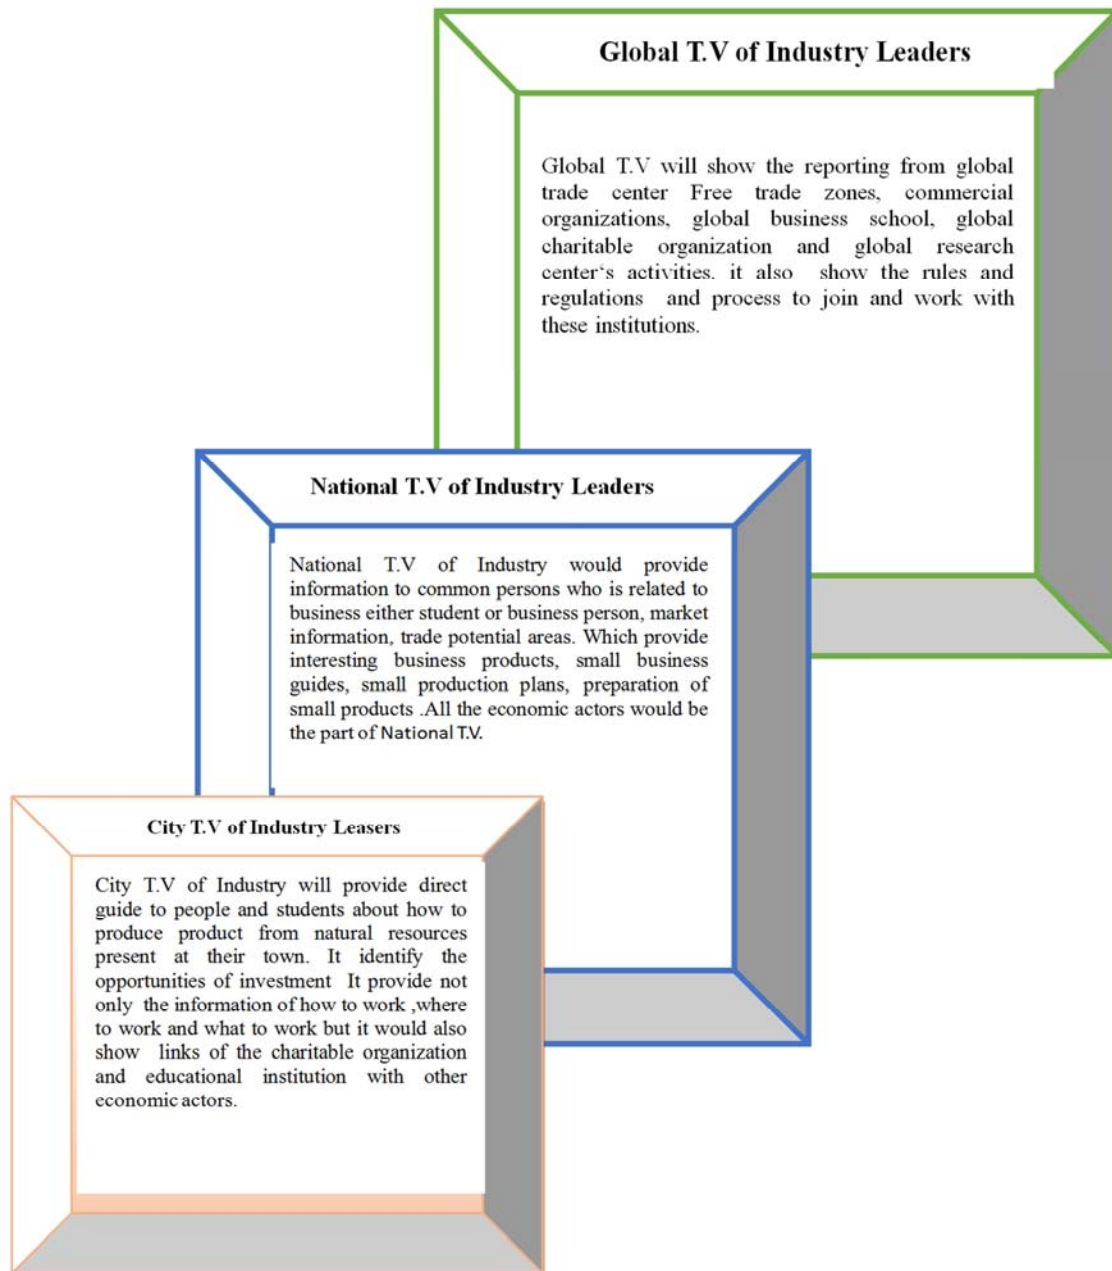 Global T.V of Industry Leaders
Global T.V will show the reporting from global
trade center Free trade zones, commercial
organizations, global business school, global
charitable organization and global research
center‘s activities. it also show the rules and
regulations and process to join and work with
these institutions.
National T.V of Industry Leaders
National T.V of Industry would provide
information to common persons who is related to
business either student or business person, market
information, trade potential areas. Which provide
interesting business products, small business
guides, small production plans, preparation of
small products .All the economic actors would be
the part of National T.V.
City T.V of Industry Leasers
City T.V of Industry will provide direct
guide to people and students about how to
produce product from natural resources
present at their town. It identify the
opportunities of investment It provide not
only the information of how to work ,where
to work and what to work but it would also
show links of the charitable organization
and educational institution with other
economic actors.